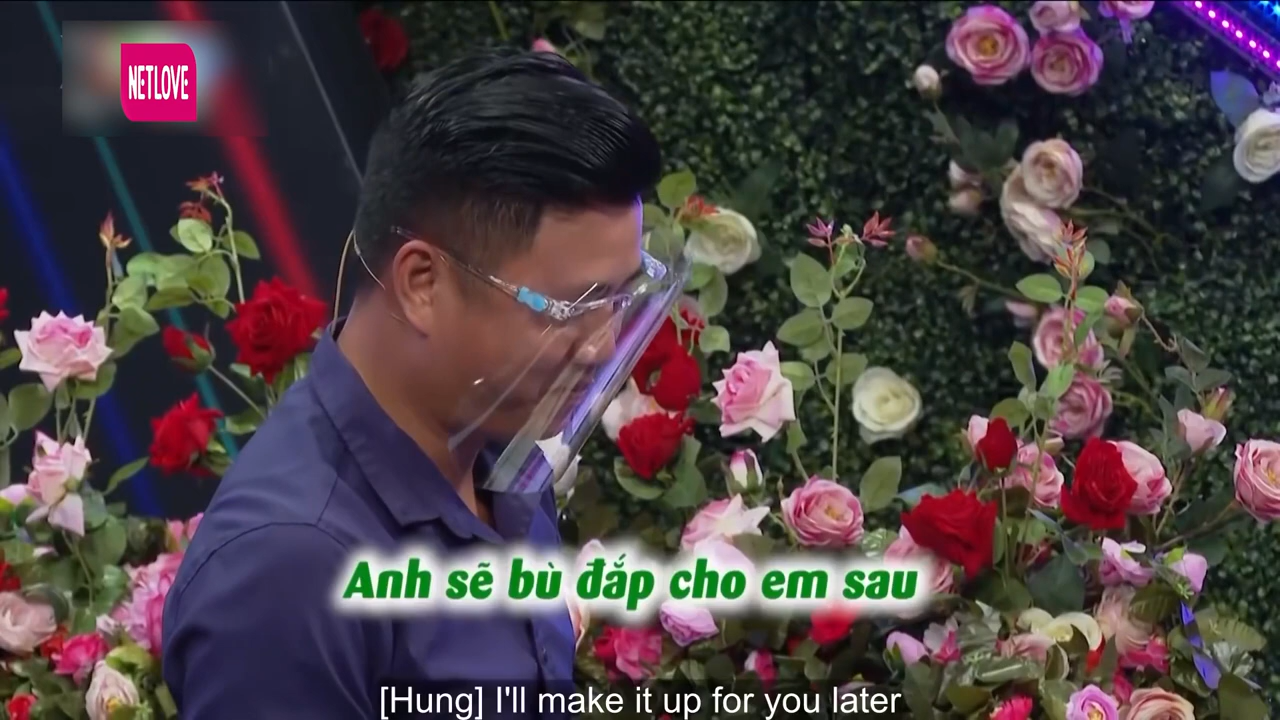 NETLOVE
Anh sẽ bù đắp cho em sau
[Hung] I'll make it up for you later